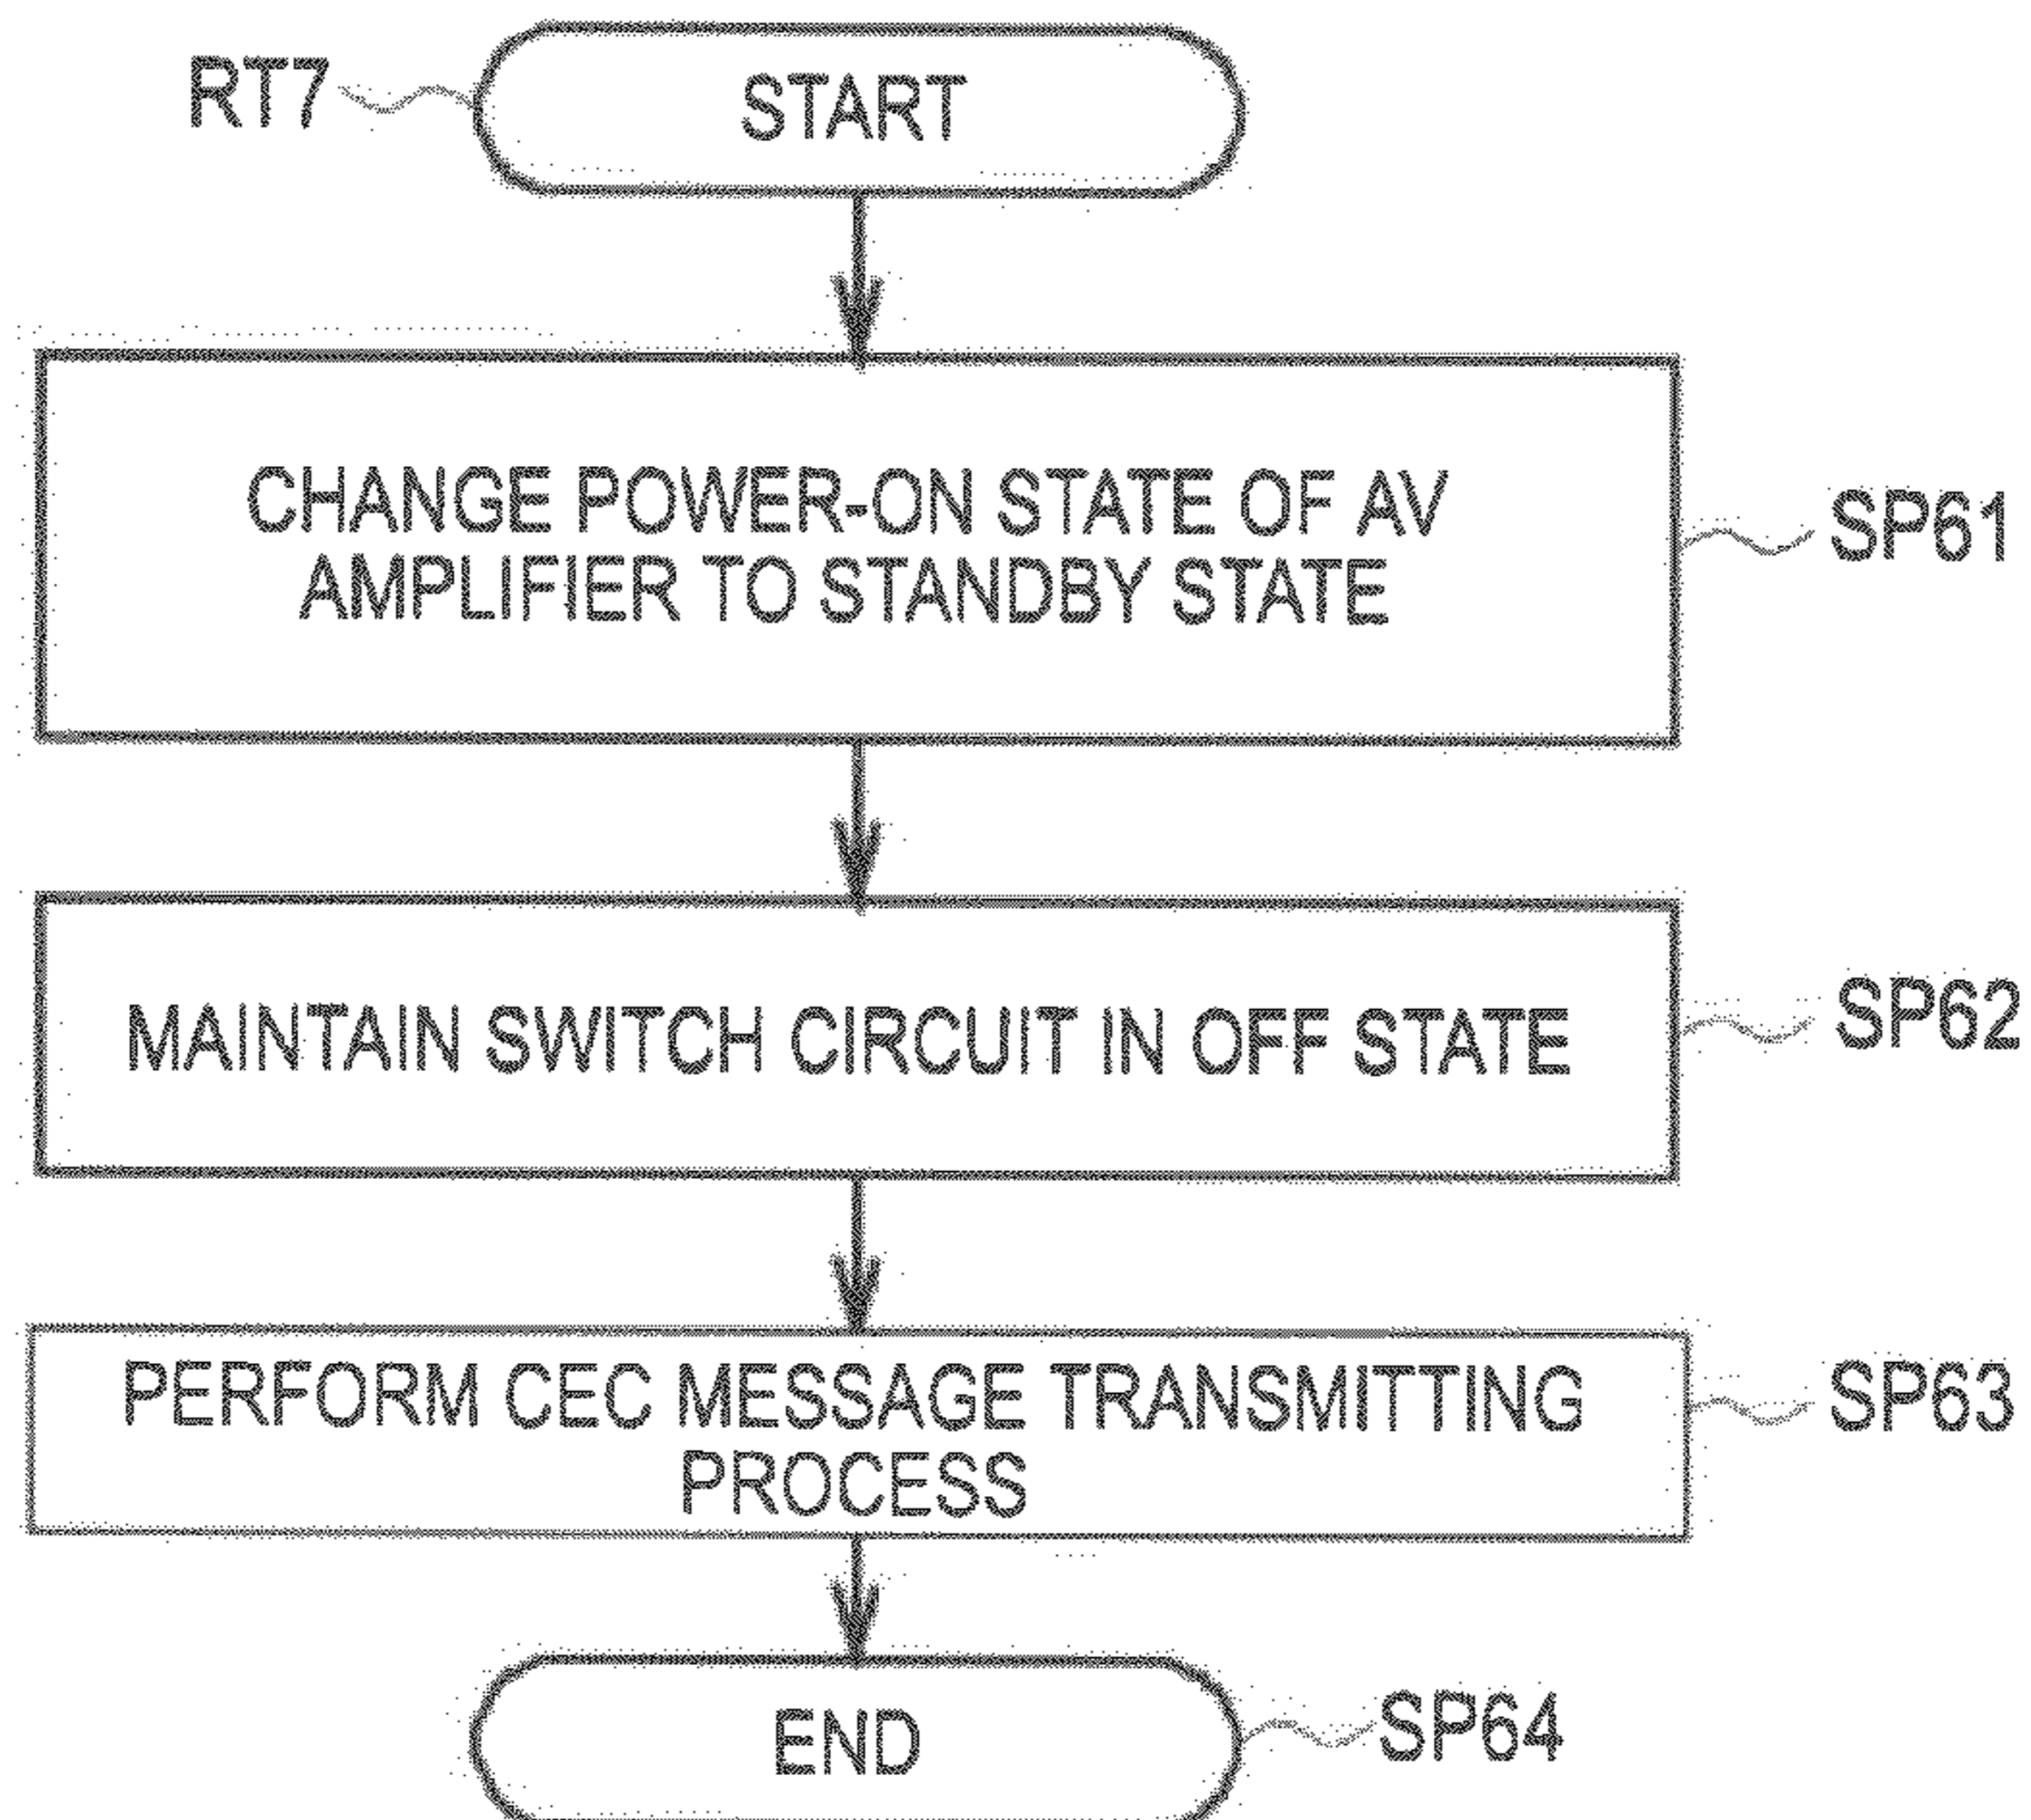 RT7
START
CHANGE POWER-ON STATE OF AV
AMPLIFIER TO STANDBY STATE
SP61
MAINTAIN SWITCH CIRCUIT IN OFF STATE
SP62
PERFORM CEC MESSAGE TRANSMITTING
PROCESS
SP63
END
SP64